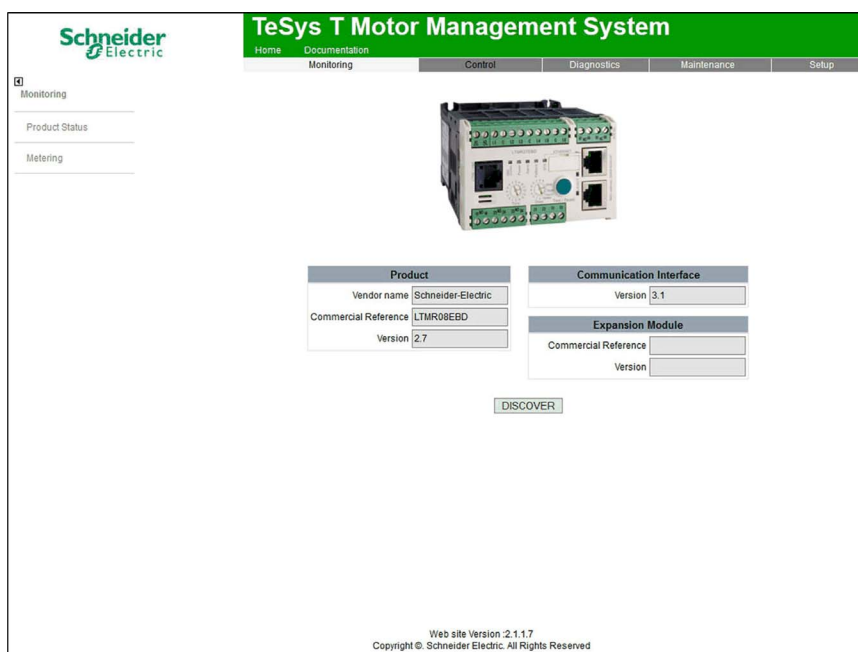 Schneider
Electric
TeSys T Motor Management System
Home Documentation
Monitoring Control Diagnostics Maintenance Setup
Monitoring
Product Status
Metering
Product
Vendor name Schneider-Electric
Commercial Reference LTMR08EBD
Version 2.7
Communication Interface
Version 3.1
Expansion Module
Commercial Reference
Version
DISCOVER
Web site Version :2.1.1.7
Copyright ©. Schneider Electric. All Rights Reserved